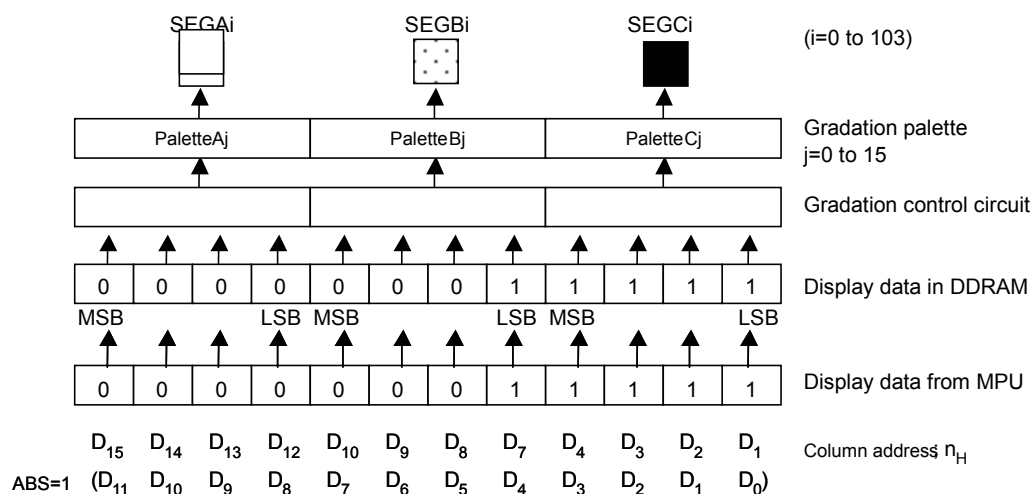 SEGAi SEGBi SEGCi (i=0 to 103)
PaletteAj PaletteBj PaletteCj Gradation palette
j=0 to 15
Gradation control circuit
0 0 0 0 0 0 0 1 1 1 1 1 Display data in DDRAM
MSB LSB MSB LSB MSB LSB
0 0 0 0 0 0 0 1 1 1 1 1 Display data from MPU
D15 D14 D13 D12 D10 D9 D8 D7 D4 D3 D2 D1 Column address; nH
ABS=1 (D11 D10 D9 D8 D7 D6 D5 D4 D3 D2 D1 D0)